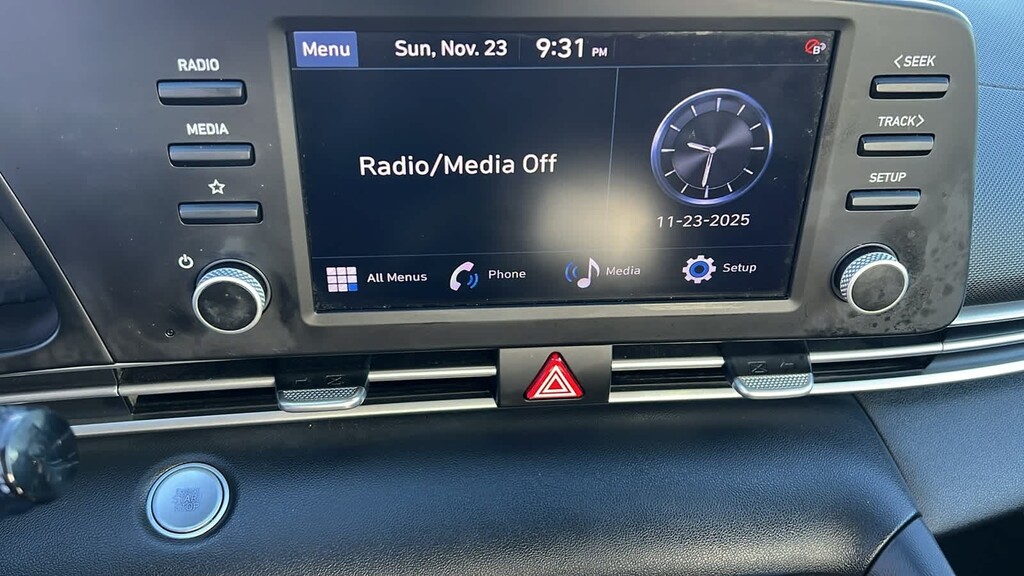 RADIO
MEDIA
Menu
Sun, Nov. 23
9:31 PM
Radio/Media Off
11-23-2025
All Menus
Phone
Media
Setup
<SEEK
TRACK>
SETUP